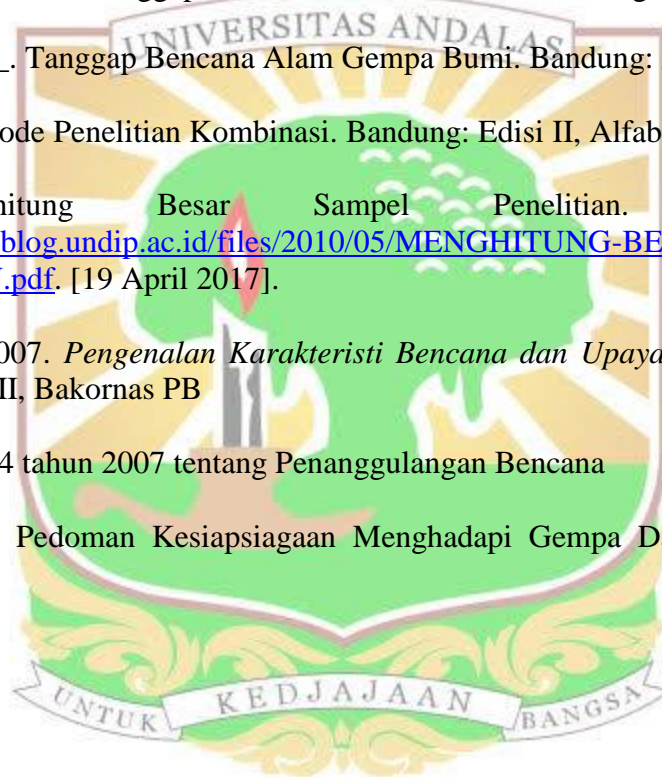 UNIVERSITAS ANDALAS
_. Tanggap Bencana Alam Gempa Bumi. Bandung:
ode Penelitian Kombinasi. Bandung: Edisi II, Alfab
itung Besar Sampel Penelitian.
blog.undip.ac.id/files/2010/05/MENGHITUNG-BE
.pdf. [19 April 2017].
007. Pengenalan Karakteristi Bencana dan Upaya
II, Bakornas PB
4 tahun 2007 tentang Penanggulangan Bencana
Pedoman Kesiapsiagaan Menghadapi Gempa D
UNTUK KEDJAJAAN BANGSA